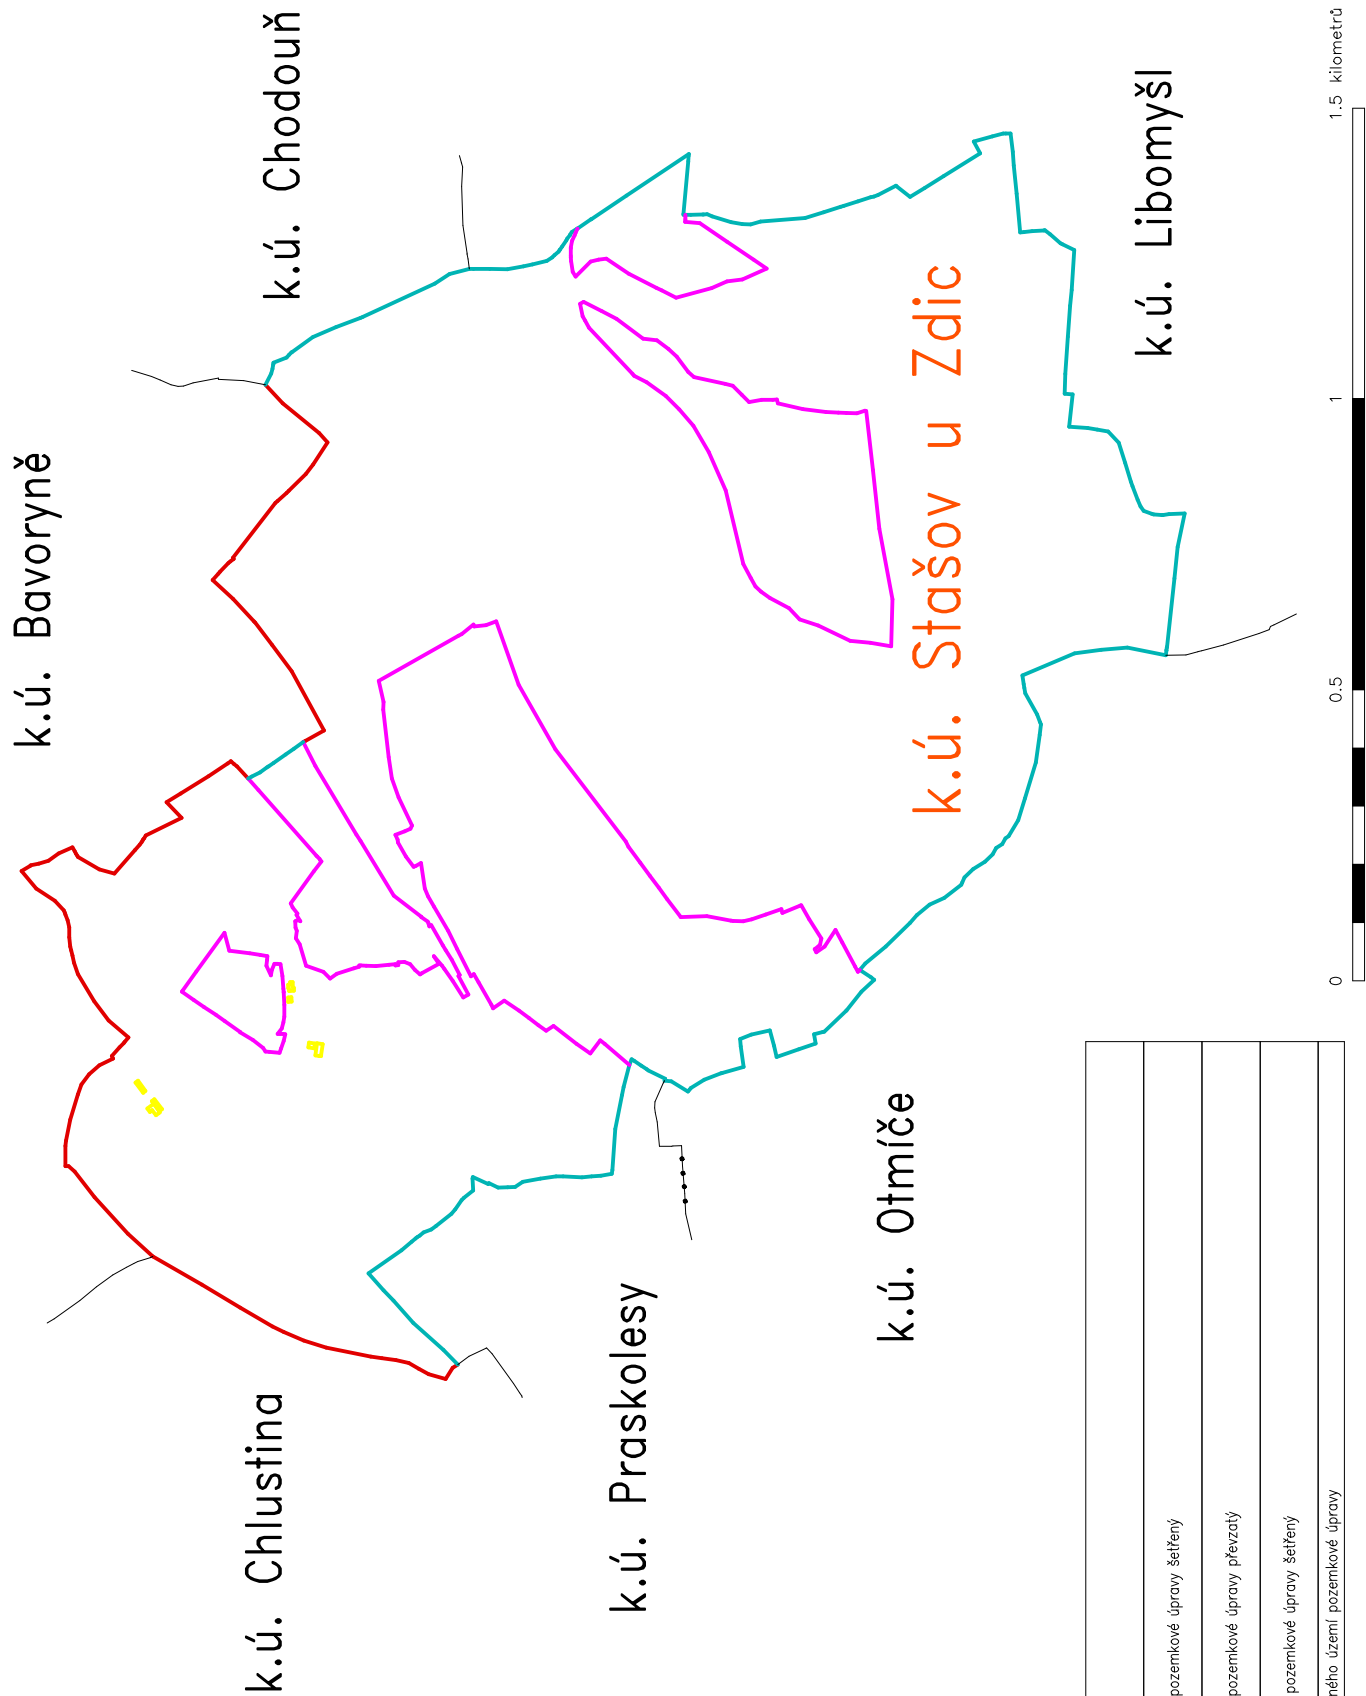 k.ú. Chlustina
k.ú. Bavoryně
k.ú. Chodouň
k.ú. Praskolesy
k.ú. Otmíče
k.ú. Stašov u Zdic
k.ú. Libomyšl
pozemkové úpravy šetřený
pozemkové úpravy převzatý
pozemkové úpravy šetřený
ného území pozemkové úpravy
0 0.5 1 1.5 kilometrů